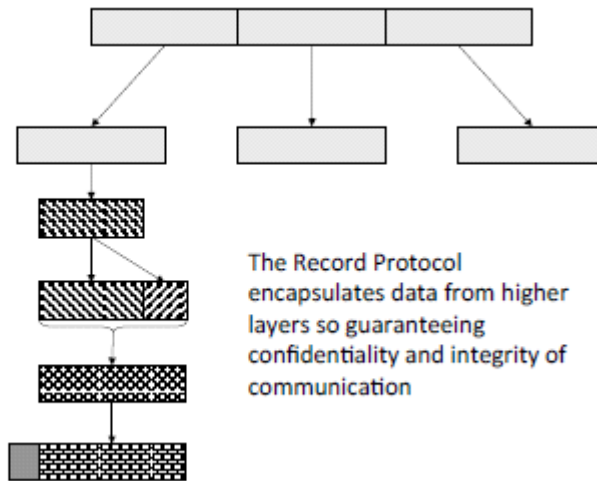 The Record Protocol
encapsulates data from higher
layers so guaranteeing
confidentiality and integrity of
communication